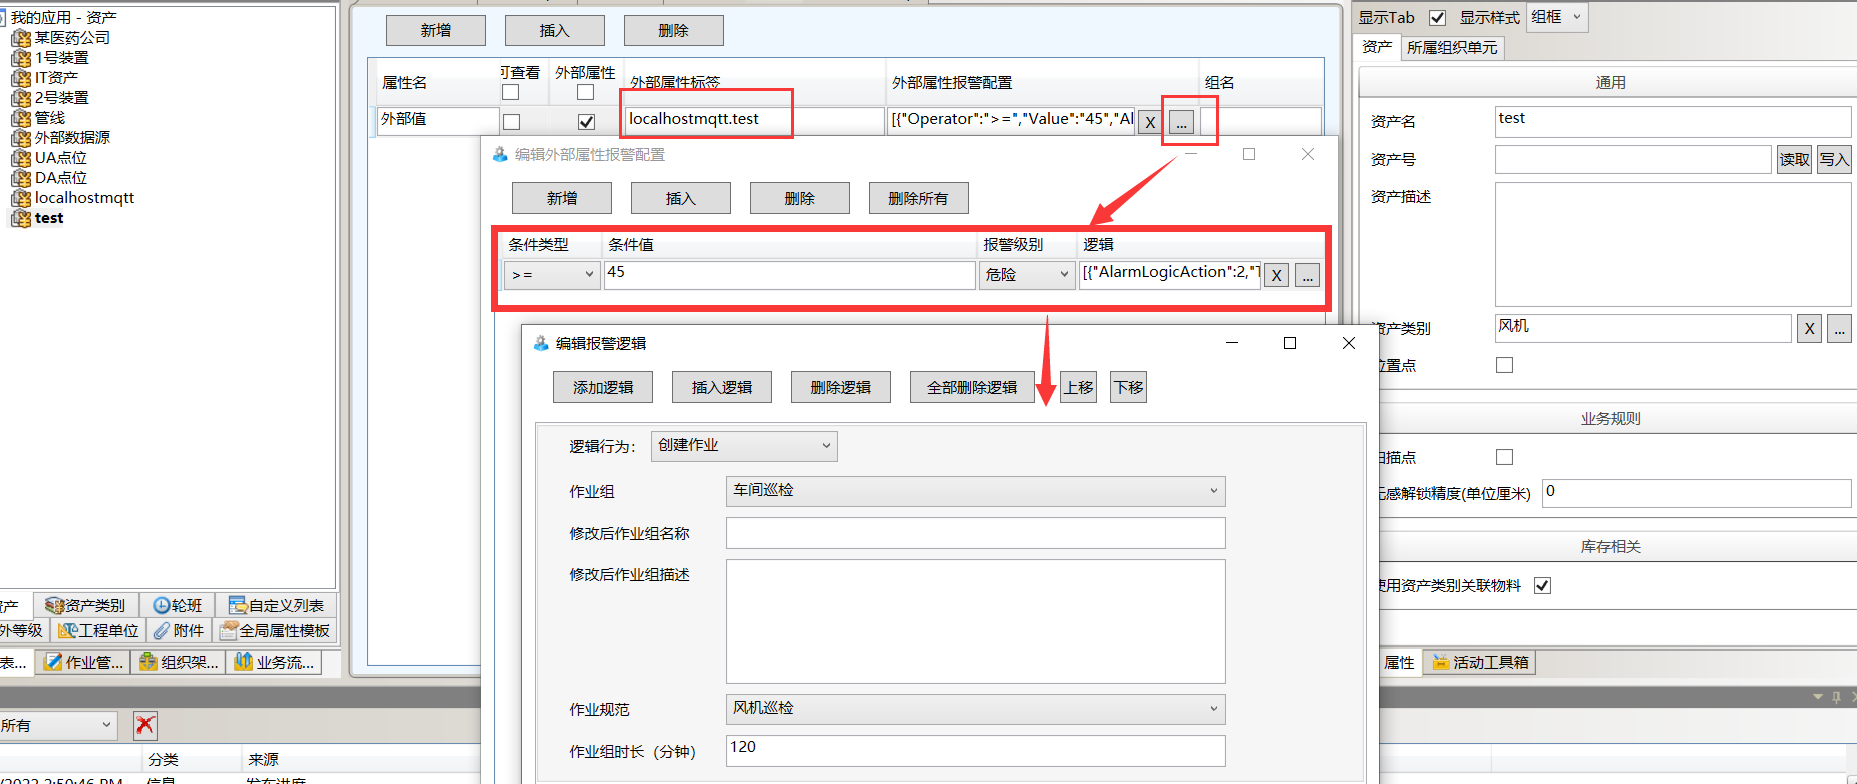 我的应用 - 资产
某医药公司
1号装置
IT资产
2号装置
管线
外部数据源
UA点位
DA点位
localhostmqtt
test
资产类别
轮班
自定义列表
外等级
工程单位
附件
全局属性模板
表...
作业管...
组织架...
业务流...
所有
分类
来源
新增
插入
删除
属性名
可查看
外部属性
外部属性标签
外部属性报警配置
组名
外部值
localhostmqtt.test
[{"Operator":">=","Value":"45","Al
X
...
编辑外部属性报警配置
新增
插入
删除
删除所有
条件类型
条件值
报警级别
逻辑
>=
45
危险
[{"AlarmLogicAction":2,"T
X
...
编辑报警逻辑
添加逻辑
插入逻辑
删除逻辑
全部删除逻辑
上移
下移
逻辑行为:
创建作业
作业组
车间巡检
修改后作业组名称
修改后作业组描述
作业规范
风机巡检
作业组时长（分钟）
120
显示Tab
显示样式
组框
资产
所属组织单元
通用
资产名
test
资产号
读取
写入
资产描述
资产类别
风机
X
...
位置点
业务规则
扫描点
感解锁精度(单位厘米)
0
库存相关
使用资产类别关联物料
属性
活动工具箱